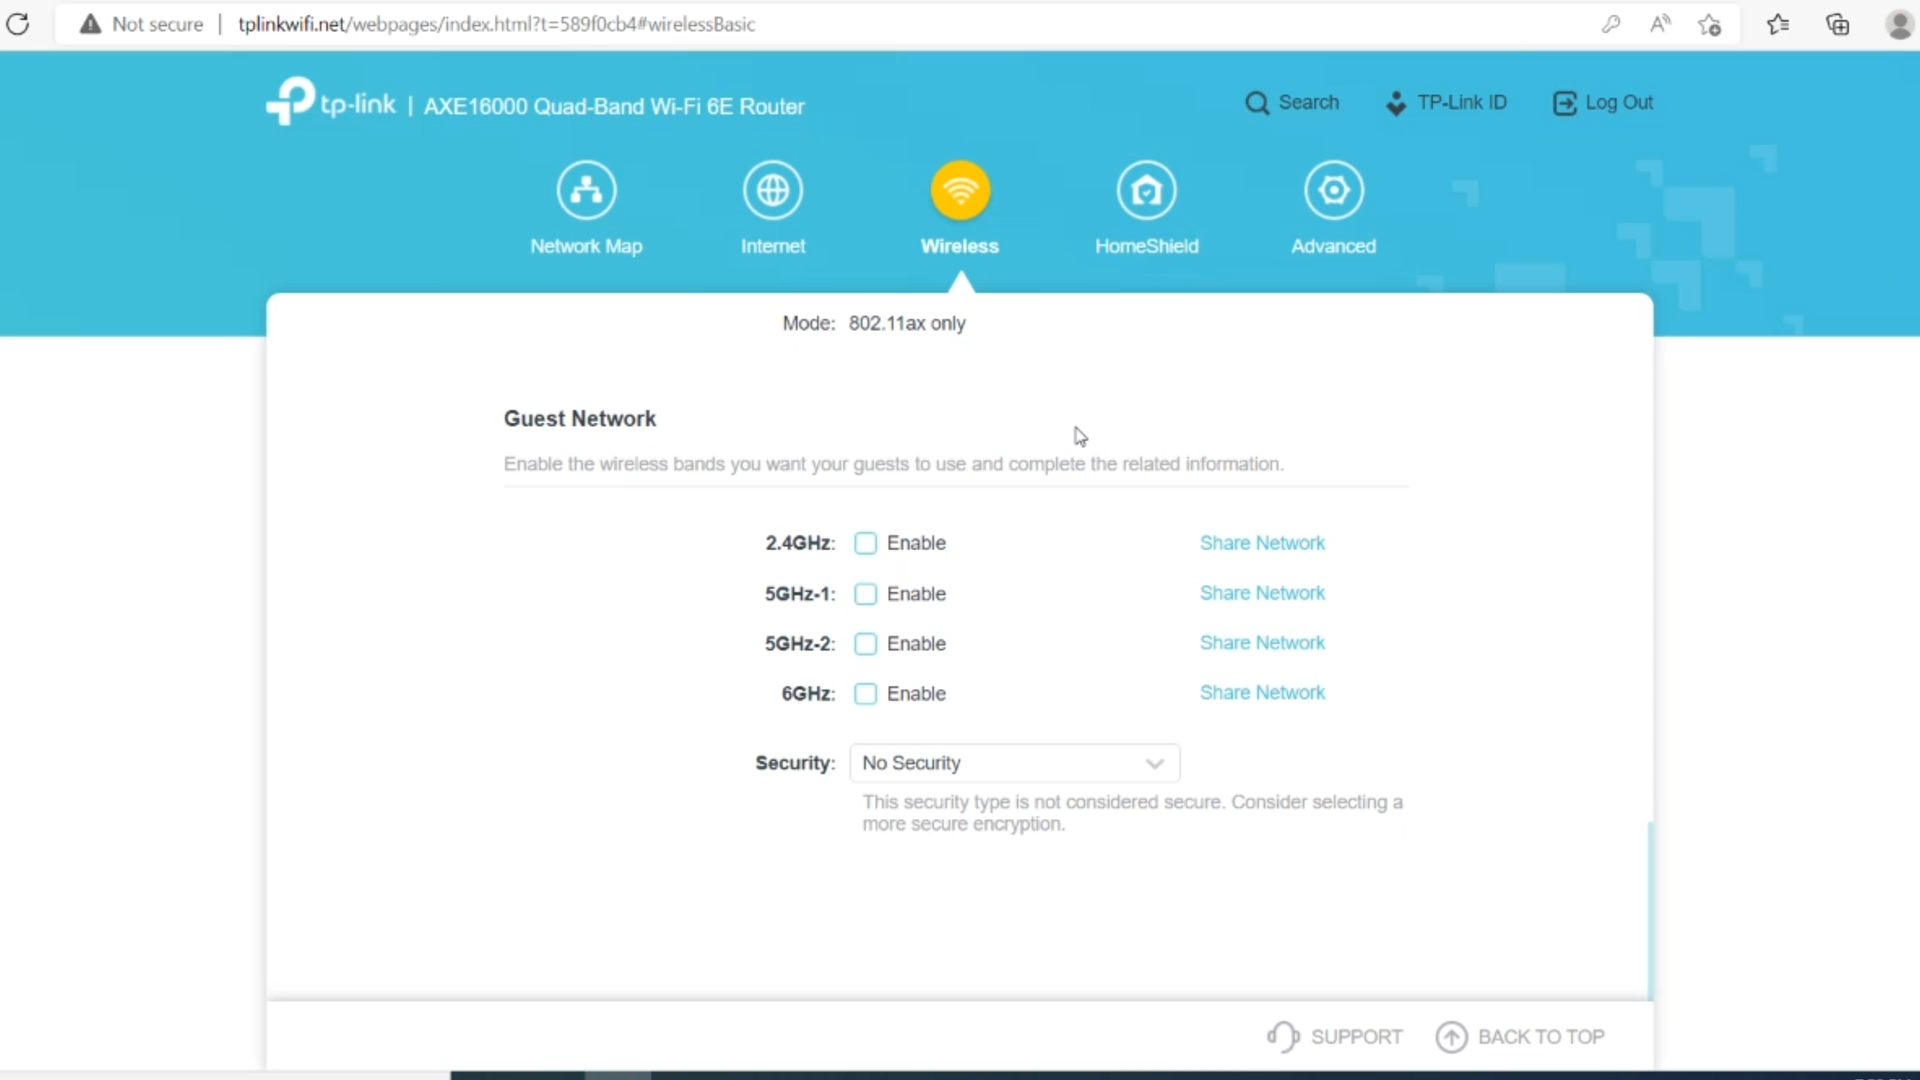 Not secure | tplinkwifi.net/webpages/index.html?t=589f0cb4#wirelessBasic
tp-link | AXE16000 Quad-Band Wi-Fi 6E Router
Search TP-Link ID Log Out
Network Map Internet Wireless HomeShield Advanced
Mode: 802.11ax only
Guest Network
Enable the wireless bands you want your guests to use and complete the related information.
2.4GHz: Enable Share Network
5GHz-1: Enable Share Network
5GHz-2: Enable Share Network
6GHz: Enable Share Network
Security: No Security
This security type is not considered secure. Consider selecting a
more secure encryption.
SUPPORT BACK TO TOP